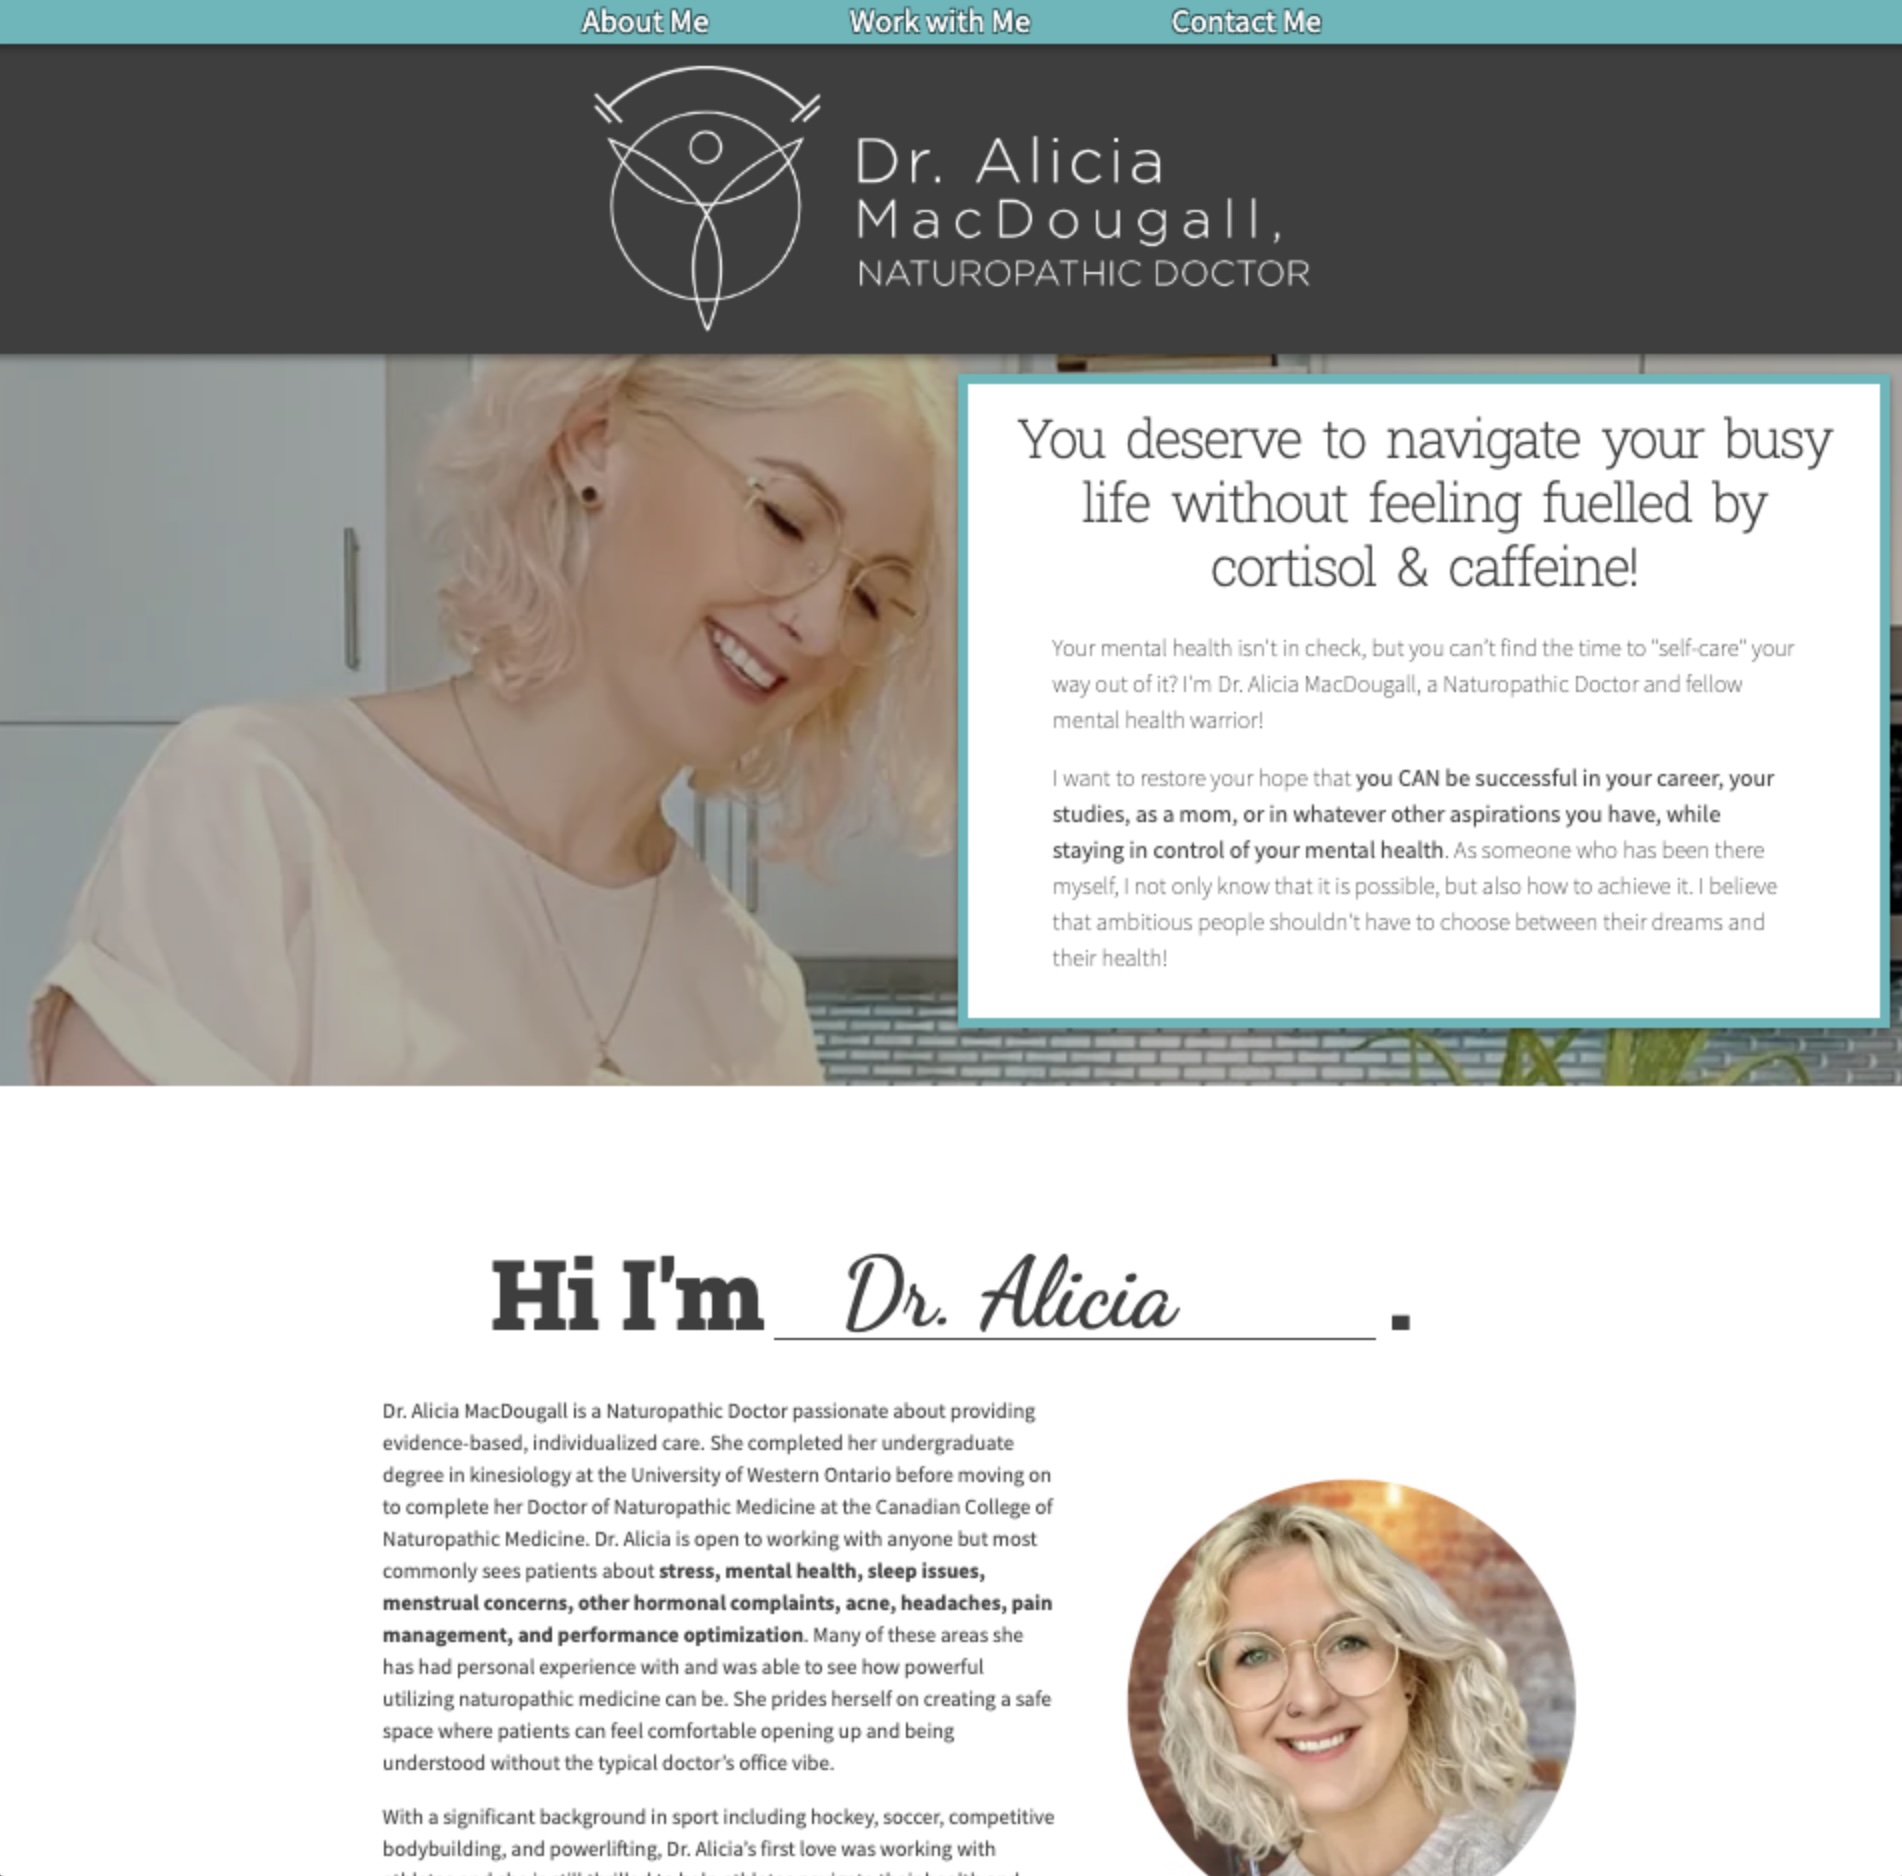 About Me Work with Me Contact Me
Dr. Alicia
MacDougall,
NATUROPATHIC DOCTOR
You deserve to navigate your busy
life without feeling fuelled by
cortisol & caffeine!
Your mental health isn't in check, but you can't find the time to "self-care" your
way out of it? I'm Dr. Alicia MacDougall, a Naturopathic Doctor and fellow
mental health warrior!
I want to restore your hope that you CAN be successful in your career, your
studies, as a mom, or in whatever other aspirations you have, while
staying in control of your mental health. As someone who has been there
myself, I not only know that it is possible, but also how to achieve it. I believe
that ambitious people shouldn't have to choose between their dreams and
their health!
Hi I'm Dr. Alicia .
Dr. Alicia MacDougall is a Naturopathic Doctor passionate about providing
evidence-based, individualized care. She completed her undergraduate
degree in kinesiology at the University of Western Ontario before moving on
to complete her Doctor of Naturopathic Medicine at the Canadian College of
Naturopathic Medicine. Dr. Alicia is open to working with anyone but most
commonly sees patients about stress, mental health, sleep issues,
menstrual concerns, other hormonal complaints, acne, headaches, pain
management, and performance optimization. Many of these areas she
has had personal experience with and was able to see how powerful
utilizing naturopathic medicine can be. She prides herself on creating a safe
space where patients can feel comfortable opening up and being
understood without the typical doctor's office vibe.
With a significant background in sport including hockey, soccer, competitive
bodybuilding, and powerlifting, Dr. Alicia's first love was working with